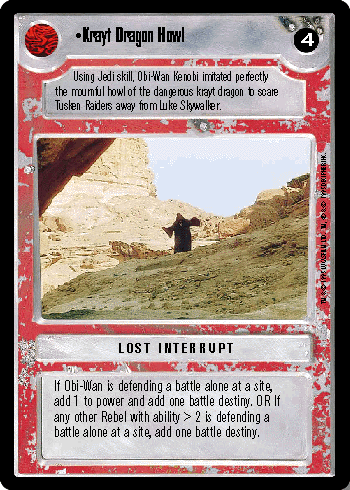 •Krayt Dragon Howl
4
Using Jedi skill, Obi-Wan Kenobi imitated perfectly
the mournful howl of the dangerous krayt dragon to scare
Tusken Raiders away from Luke Skywalker.
LOST INTERRUPT
If Obi-Wan is defending a battle alone at a site,
add 1 to power and add one battle destiny. OR If
any other Rebel with ability > 2 is defending a
battle alone at a site, add one battle destiny.